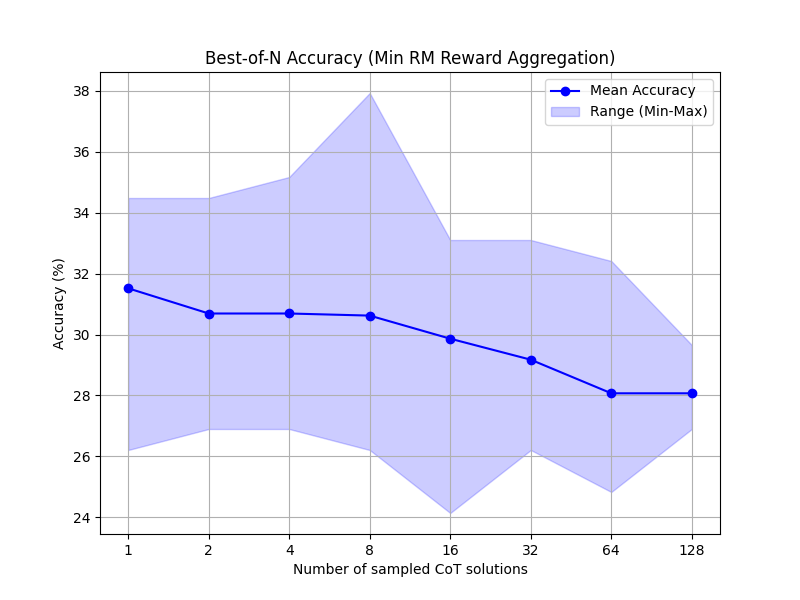 Best-of-N Accuracy (Min RM Reward Aggregation)
Mean Accuracy
Range (Min-Max)
Accuracy (%)
38
36
34
32
30
28
26
24
1 2 4 8 16 32 64 128
Number of sampled CoT solutions